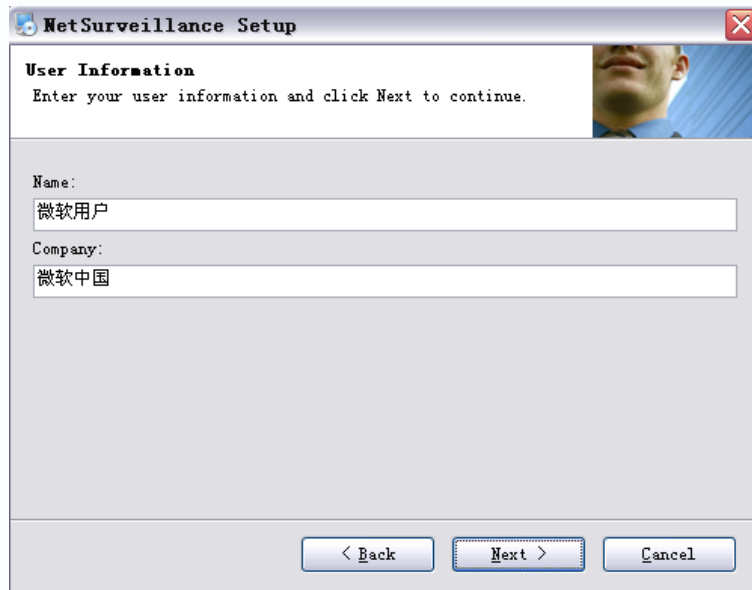 NetSurveillance Setup
User Information
Enter your user information and click Next to continue.
Name:
微软用户
Company:
微软中国
< Back
Next >
Cancel